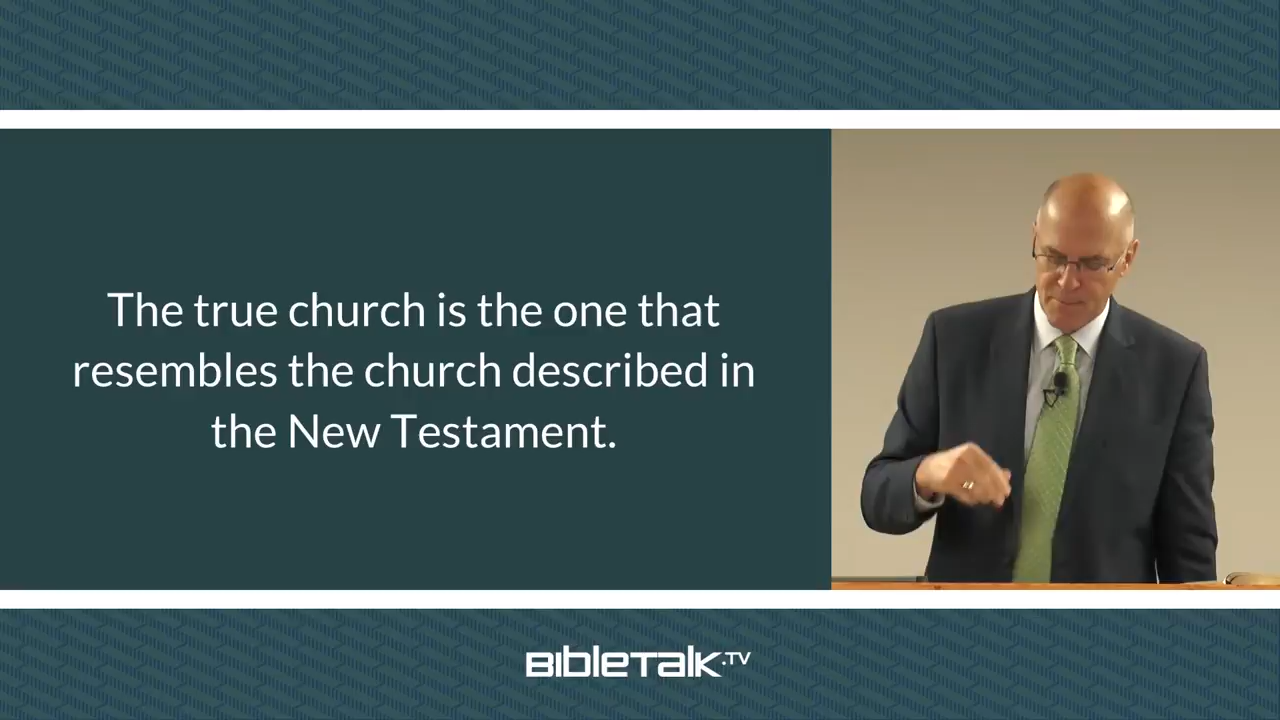 The true church is the one that
resembles the church described in
the New Testament.
BIBLETALK.TV